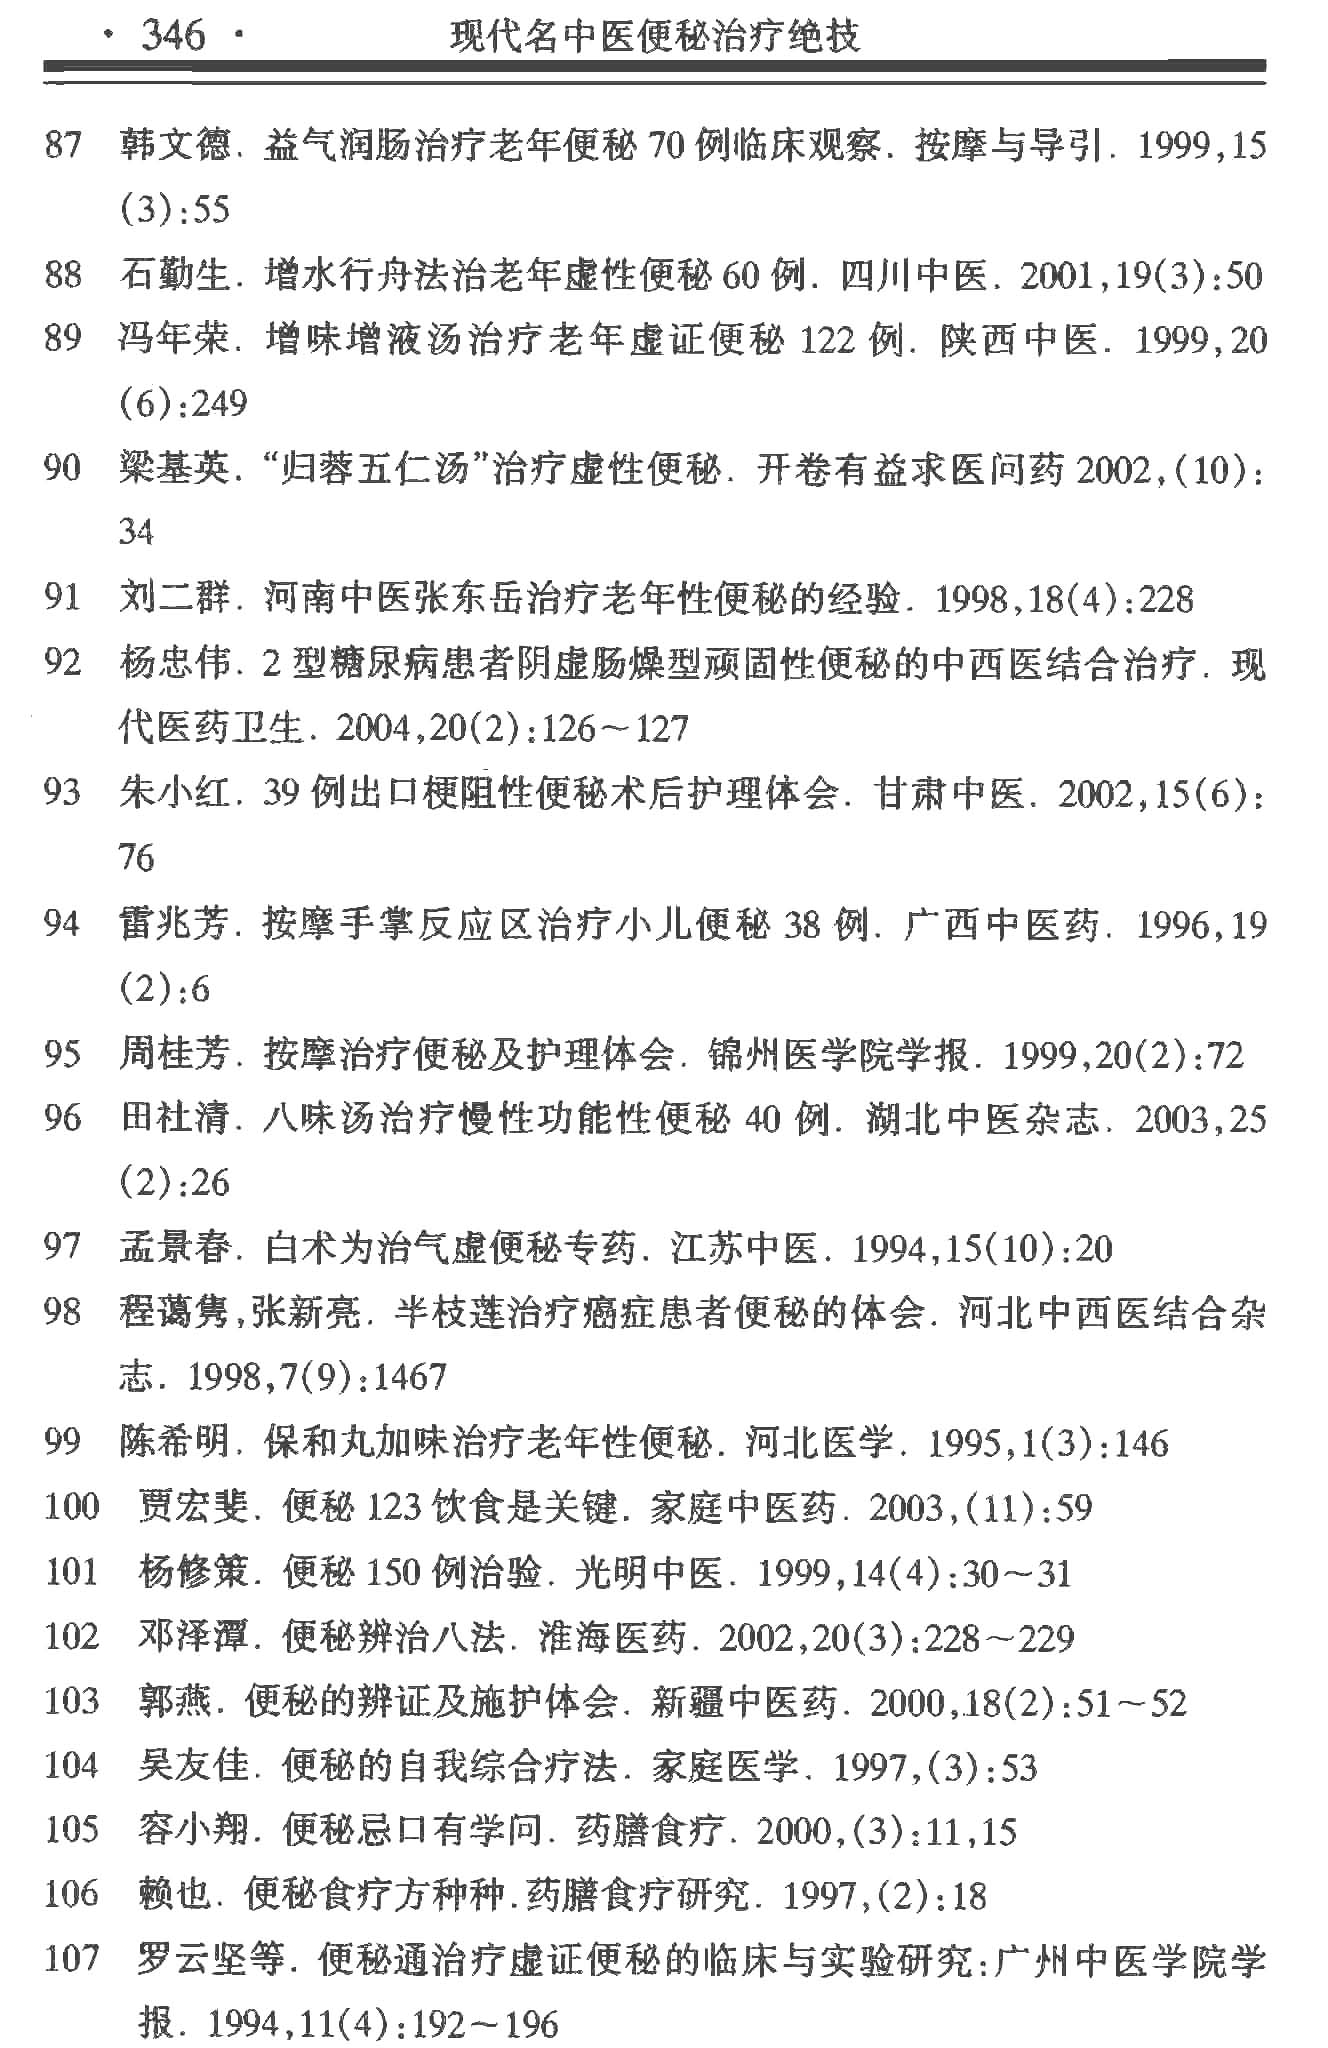 · 346 · 现代名中医便秘治疗绝技
87 韩文德. 益气润肠治疗老年便秘 70 例临床观察. 按摩与导引. 1999,15
(3):55
88 石勤生. 增水行舟法治老年虚性便秘 60 例. 四川中医. 2001,19(3):50
89 冯年荣. 增味增液汤治疗老年虚证便秘 122 例. 陕西中医. 1999,20
(6):249
90 梁基英. “归蓉五仁汤”治疗虚性便秘. 开卷有益求医问药 2002,(10):
34
91 刘二群. 河南中医张东岳治疗老年性便秘的经验. 1998,18(4):228
92 杨忠伟. 2 型糖尿病患者阴虚肠燥型顽固性便秘的中西医结合治疗. 现
代医药卫生. 2004,20(2):126～127
93 朱小红. 39 例出口梗阻性便秘术后护理体会. 甘肃中医. 2002,15(6):
76
94 雷兆芳. 按摩手掌反应区治疗小儿便秘 38 例. 广西中医药. 1996,19
(2):6
95 周桂芳. 按摩治疗便秘及护理体会. 锦州医学院学报. 1999,20(2):72
96 田社清. 八味汤治疗慢性功能性便秘 40 例. 湖北中医杂志. 2003,25
(2):26
97 孟景春. 白术为治气虚便秘专药. 江苏中医. 1994,15(10):20
98 程蔼隽,张新亮. 半枝莲治疗癌症患者便秘的体会. 河北中西医结合杂
志. 1998,7(9):1467
99 陈希明. 保和丸加味治疗老年性便秘. 河北医学. 1995,1(3):146
100 贾宏斐. 便秘 123 饮食是关键. 家庭中医药. 2003,(11):59
101 杨修策. 便秘 150 例治验. 光明中医. 1999,14(4):30～31
102 邓泽潭. 便秘辨治八法. 淮海医药. 2002,20(3):228～229
103 郭燕. 便秘的辨证及施护体会. 新疆中医药. 2000,18(2):51～52
104 吴友佳. 便秘的自我综合疗法. 家庭医学. 1997,(3):53
105 容小翔. 便秘忌口有学问. 药膳食疗. 2000,(3):11,15
106 赖也. 便秘食疗方种种.药膳食疗研究. 1997,(2):18
107 罗云坚等. 便秘通治疗虚证便秘的临床与实验研究:广州中医学院学
报. 1994,11(4):192～196